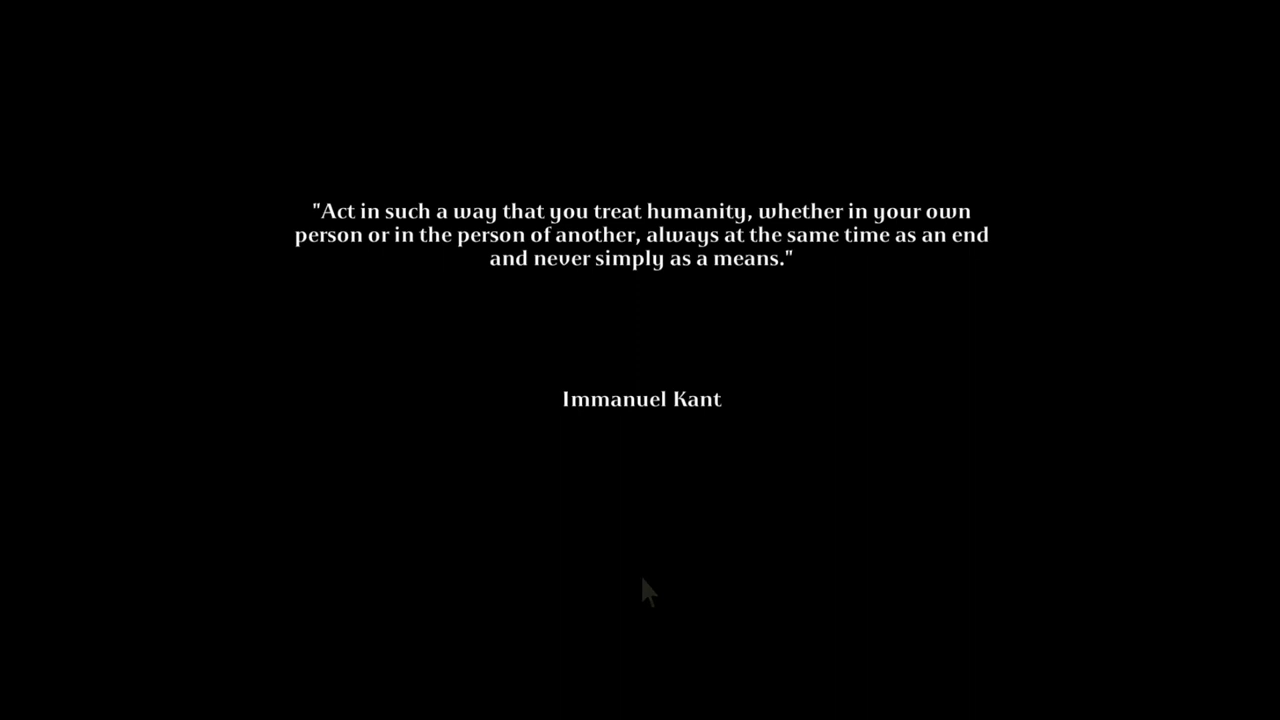 "Act in such a way that you treat humanity, whether in your own
person or in the person of another, always at the same time as an end
and never simply as a means."
Immanuel Kant